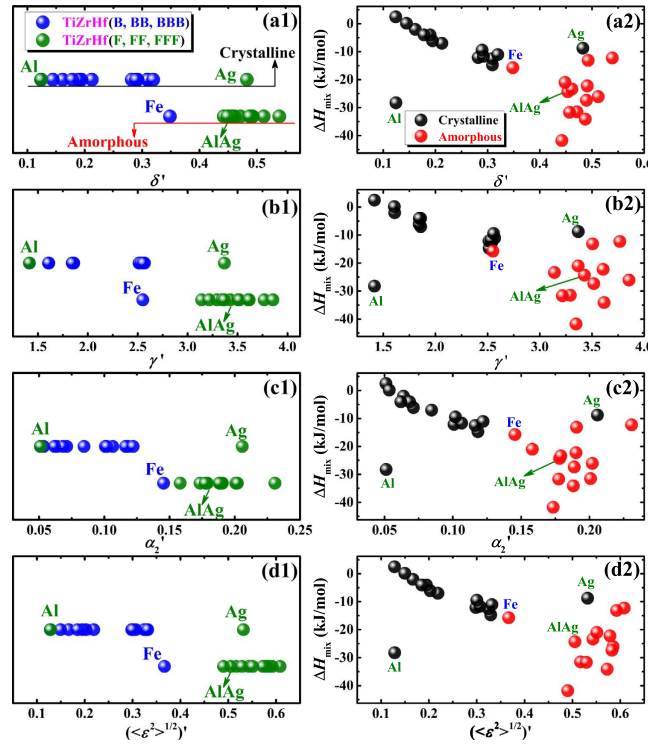 TiZrHf(B, BB, BBB)
TiZrHf(F, FF, FFF)
(a1)
Crystalline
Al
Ag
Fe
Amorphous
AlAg
0.1 0.2 0.3 0.4 0.5
δ'
(a2)
ΔH_mix (kJ/mol)
0
-10
-20
-30
-40
Ag
Fe
AlAg
Al
Crystalline
Amorphous
0.1 0.2 0.3 0.4 0.5
δ'
(b1)
Al
Ag
Fe
AlAg
1.5 2.0 2.5 3.0 3.5 4.0
γ'
(b2)
ΔH_mix (kJ/mol)
0
-10
-20
-30
-40
-50
Ag
Fe
AlAg
Al
1.5 2.0 2.5 3.0 3.5
γ'
(c1)
Al
Ag
Fe
AlAg
0.05 0.10 0.15 0.20 0.25
α₂'
(c2)
ΔH_mix (kJ/mol)
0
-10
-20
-30
-40
-50
Ag
Fe
AlAg
Al
0.05 0.10 0.15 0.20
α₂'
(d1)
Al
Ag
Fe
AlAg
0.1 0.2 0.3 0.4 0.5 0.6
(<ε²>^1/2)'
(d2)
ΔH_mix (kJ/mol)
0
-10
-20
-30
-40
Ag
Fe
AlAg
Al
0.1 0.2 0.3 0.4 0.5 0.6
(<ε²>^1/2)'